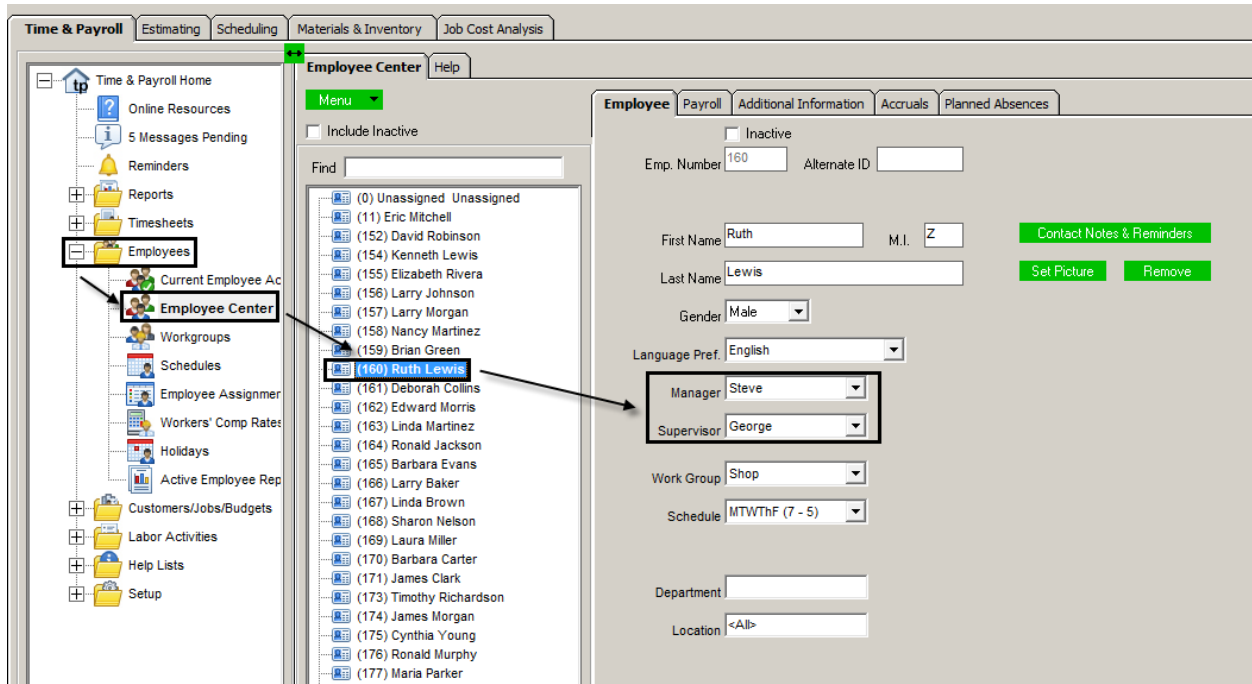 Time & Payroll Estimating Scheduling Materials & Inventory Job Cost Analysis
tp Time & Payroll Home
Online Resources
5 Messages Pending
Reminders
Reports
Timesheets
Employees
Current Employee Ac
Employee Center
Workgroups
Schedules
Employee Assignmer
Workers' Comp Rates
Holidays
Active Employee Rep
Customers/Jobs/Budgets
Labor Activities
Help Lists
Setup
Employee Center Help
Menu
Include Inactive
Find
(0) Unassigned Unassigned
(11) Eric Mitchell
(152) David Robinson
(154) Kenneth Lewis
(155) Elizabeth Rivera
(156) Larry Johnson
(157) Larry Morgan
(158) Nancy Martinez
(159) Brian Green
(160) Ruth Lewis
(161) Deborah Collins
(162) Edward Morris
(163) Linda Martinez
(164) Ronald Jackson
(165) Barbara Evans
(166) Larry Baker
(167) Linda Brown
(168) Sharon Nelson
(169) Laura Miller
(170) Barbara Carter
(171) James Clark
(173) Timothy Richardson
(174) James Morgan
(175) Cynthia Young
(176) Ronald Murphy
(177) Maria Parker
Employee Payroll Additional Information Accruals Planned Absences
Inactive
Emp. Number 160 Alternate ID
First Name Ruth M.I. Z Contact Notes & Reminders
Last Name Lewis Set Picture Remove
Gender Male
Language Pref. English
Manager Steve
Supervisor George
Work Group Shop
Schedule MTWThF (7 - 5)
Department
Location <All>